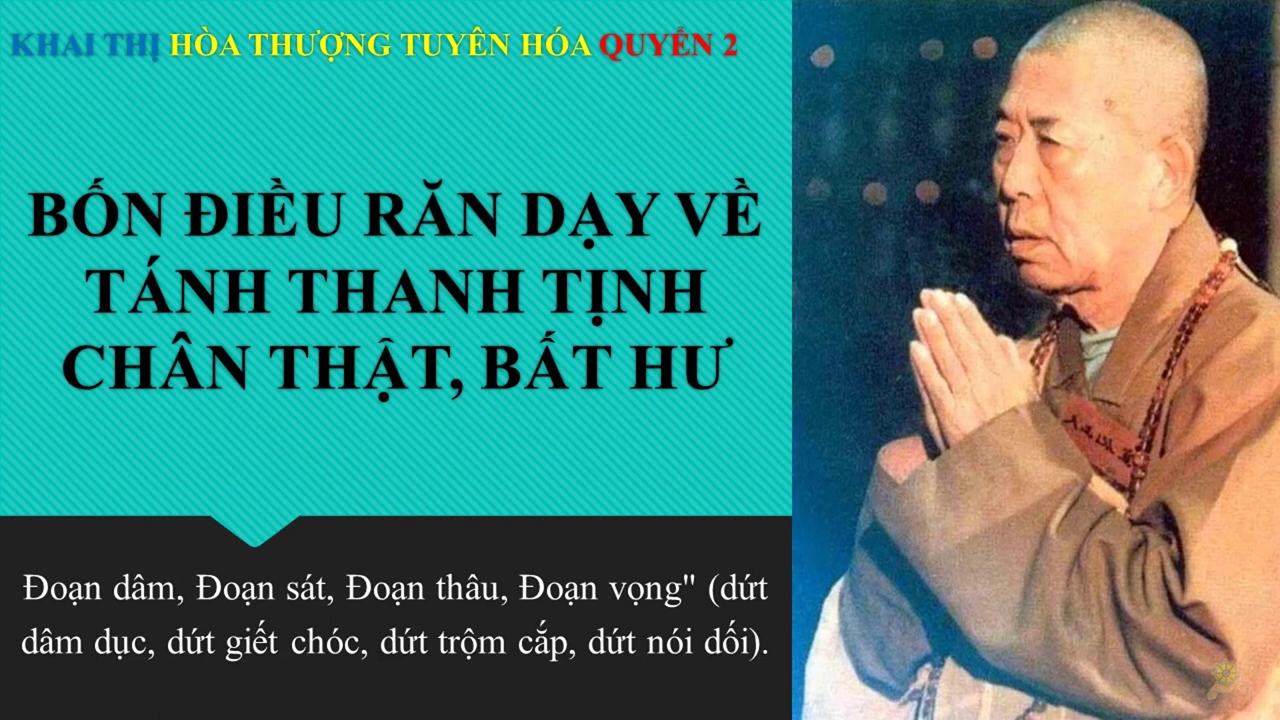 KHAI THỊ HÒA THƯỢNG TUYÊN HÓA QUYỂN 2
BỐN ĐIỀU RĂN DẠY VỀ
TÁNH THANH TỊNH
CHÂN THẬT, BẤT HƯ
Đoạn dâm, Đoạn sát, Đoạn thâu, Đoạn vọng" (dứt
dâm dục, dứt giết chóc, dứt trộm cắp, dứt nói dối).